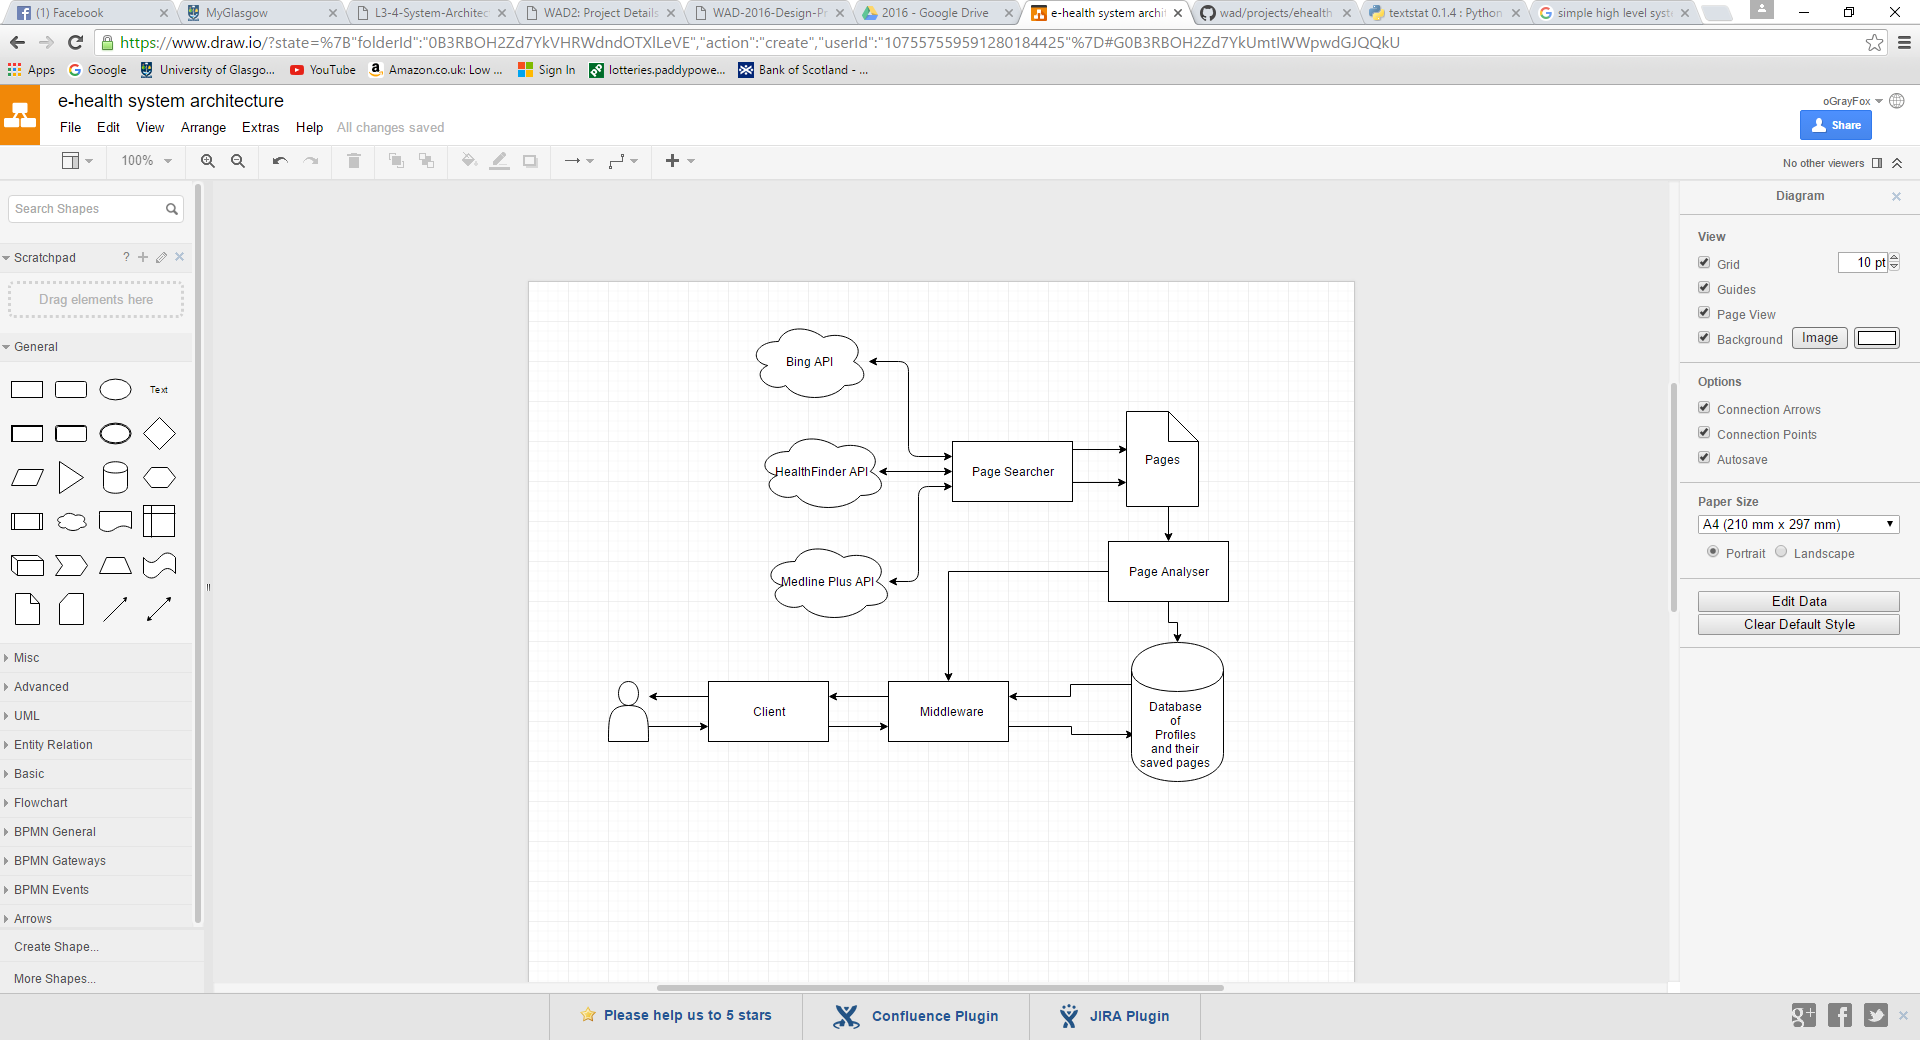 (1) Facebook
MyGlasgow
L3-4-System-Architec
WAD2: Project Details
WAD-2016-Design-Pr
2016 - Google Drive
e-health system archit
wad/projects/ehealth
textstat 0.1.4 : Python
simple high level syst
https://www.draw.io/?state=%7B"folderId":"0B3RBOH2Zd7YkVHRWdndOTXlLeVE","action":"create","userId":"107557559591280184425"%7D#G0B3RBOH2Zd7YkUmtIWWpwdGJQQkU
Apps
Google
University of Glasgo...
YouTube
Amazon.co.uk: Low ...
Sign In
lotteries.paddypowe...
Bank of Scotland - ...
e-health system architecture
oGrayFox
File Edit View Arrange Extras Help All changes saved
Share
100%
No other viewers
Search Shapes
Scratchpad
?
Drag elements here
General
Text
Misc
Advanced
UML
Entity Relation
Basic
Flowchart
BPMN General
BPMN Gateways
BPMN Events
Arrows
Create Shape...
More Shapes...
Bing API
HealthFinder API
Page Searcher
Pages
Medline Plus API
Page Analyser
Client
Middleware
Database
of
Profiles
and their
saved pages
Diagram
View
Grid
10 pt
Guides
Page View
Background
Image
Options
Connection Arrows
Connection Points
Autosave
Paper Size
A4 (210 mm x 297 mm)
Portrait
Landscape
Edit Data
Clear Default Style
Please help us to 5 stars
Confluence Plugin
JIRA Plugin
g+